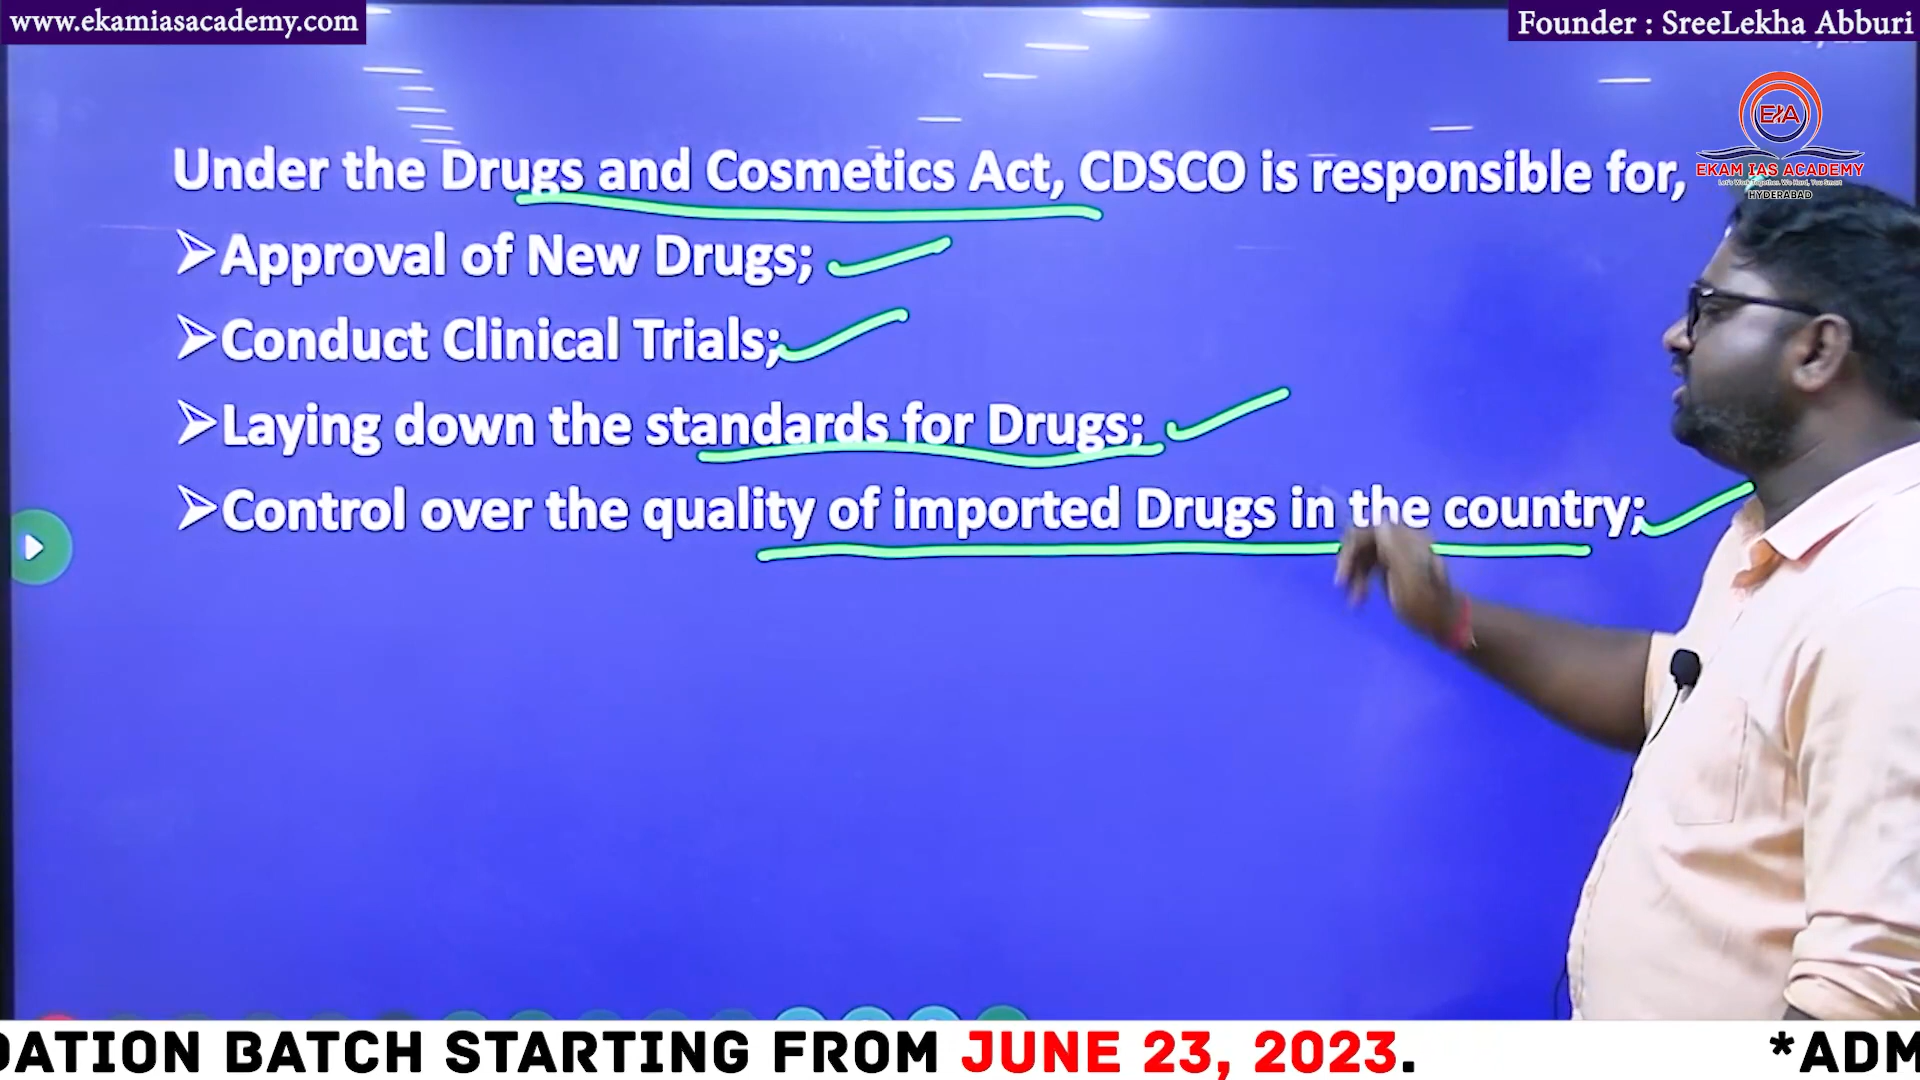 www.ekamiasacademy.com
Founder : SreeLekha Abburi
EIA
EKAM IAS ACADEMY
HYDERABAD
Under the Drugs and Cosmetics Act, CDSCO is responsible for,
Approval of New Drugs;
Conduct Clinical Trials;
Laying down the standards for Drugs;
Control over the quality of imported Drugs in the country;
DATION BATCH STARTING FROM JUNE 23, 2023.
*ADM